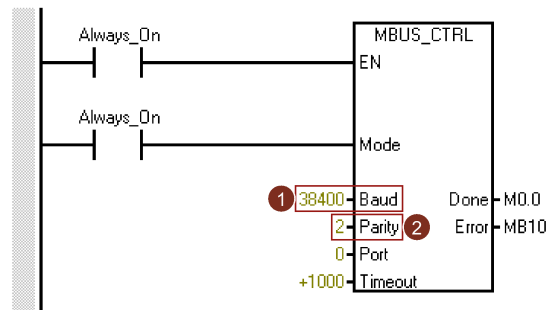 Always_On MBUS_CTRL
EN
Always_On
Mode
1 38400 Baud Done M0.0
2 Parity 2 Error MB10
0 Port
+1000 Timeout